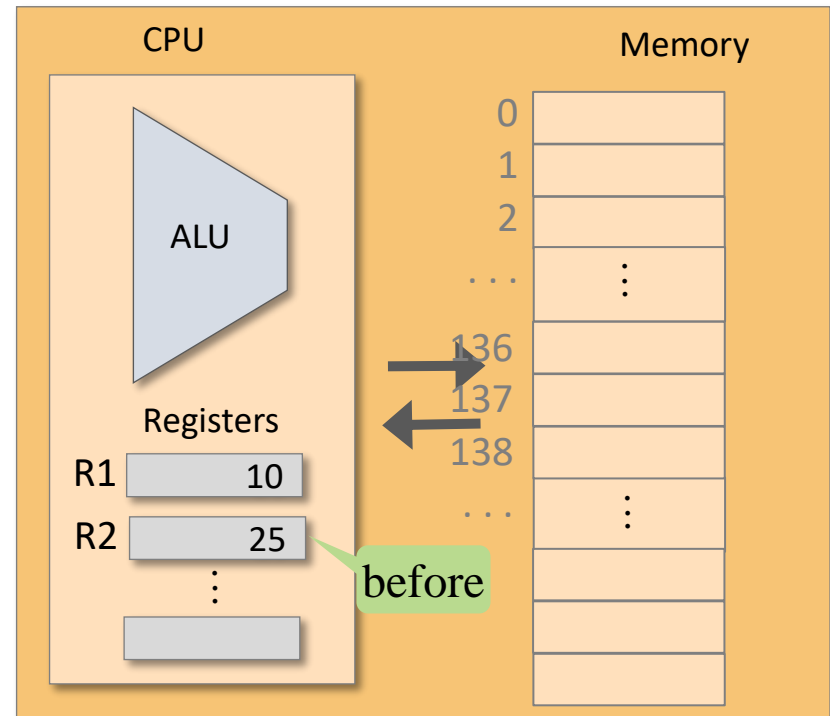 CPU
Memory
ALU
Registers
R1 10
R2 25
⋮
before
0
1
2
. . . ⋮
136
137
138
. . . ⋮